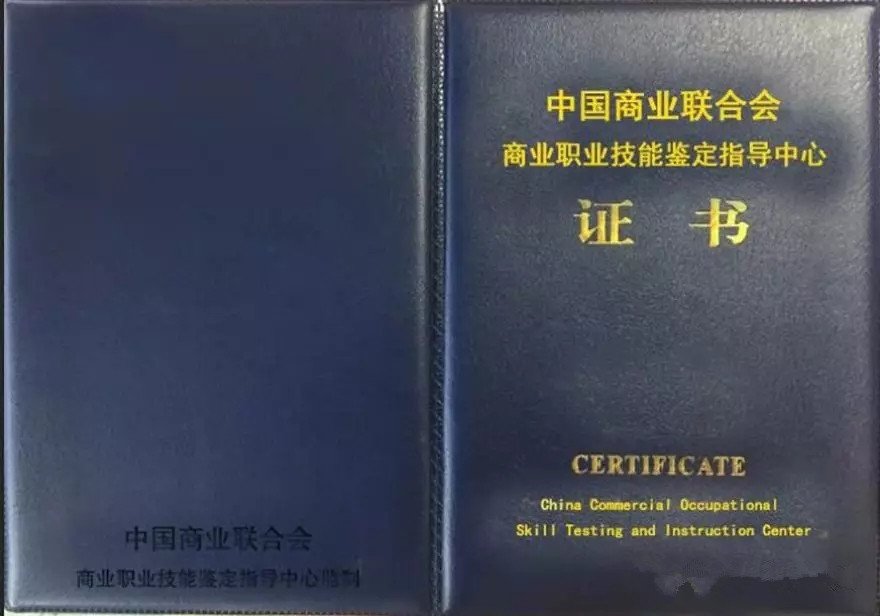 中国商业联合会
商业职业技能鉴定指导中心
证 书
CERTIFICATE
China Commercial Occupational
Skill Testing and Instruction Center
中国商业联合会
商业职业技能鉴定指导中心监制